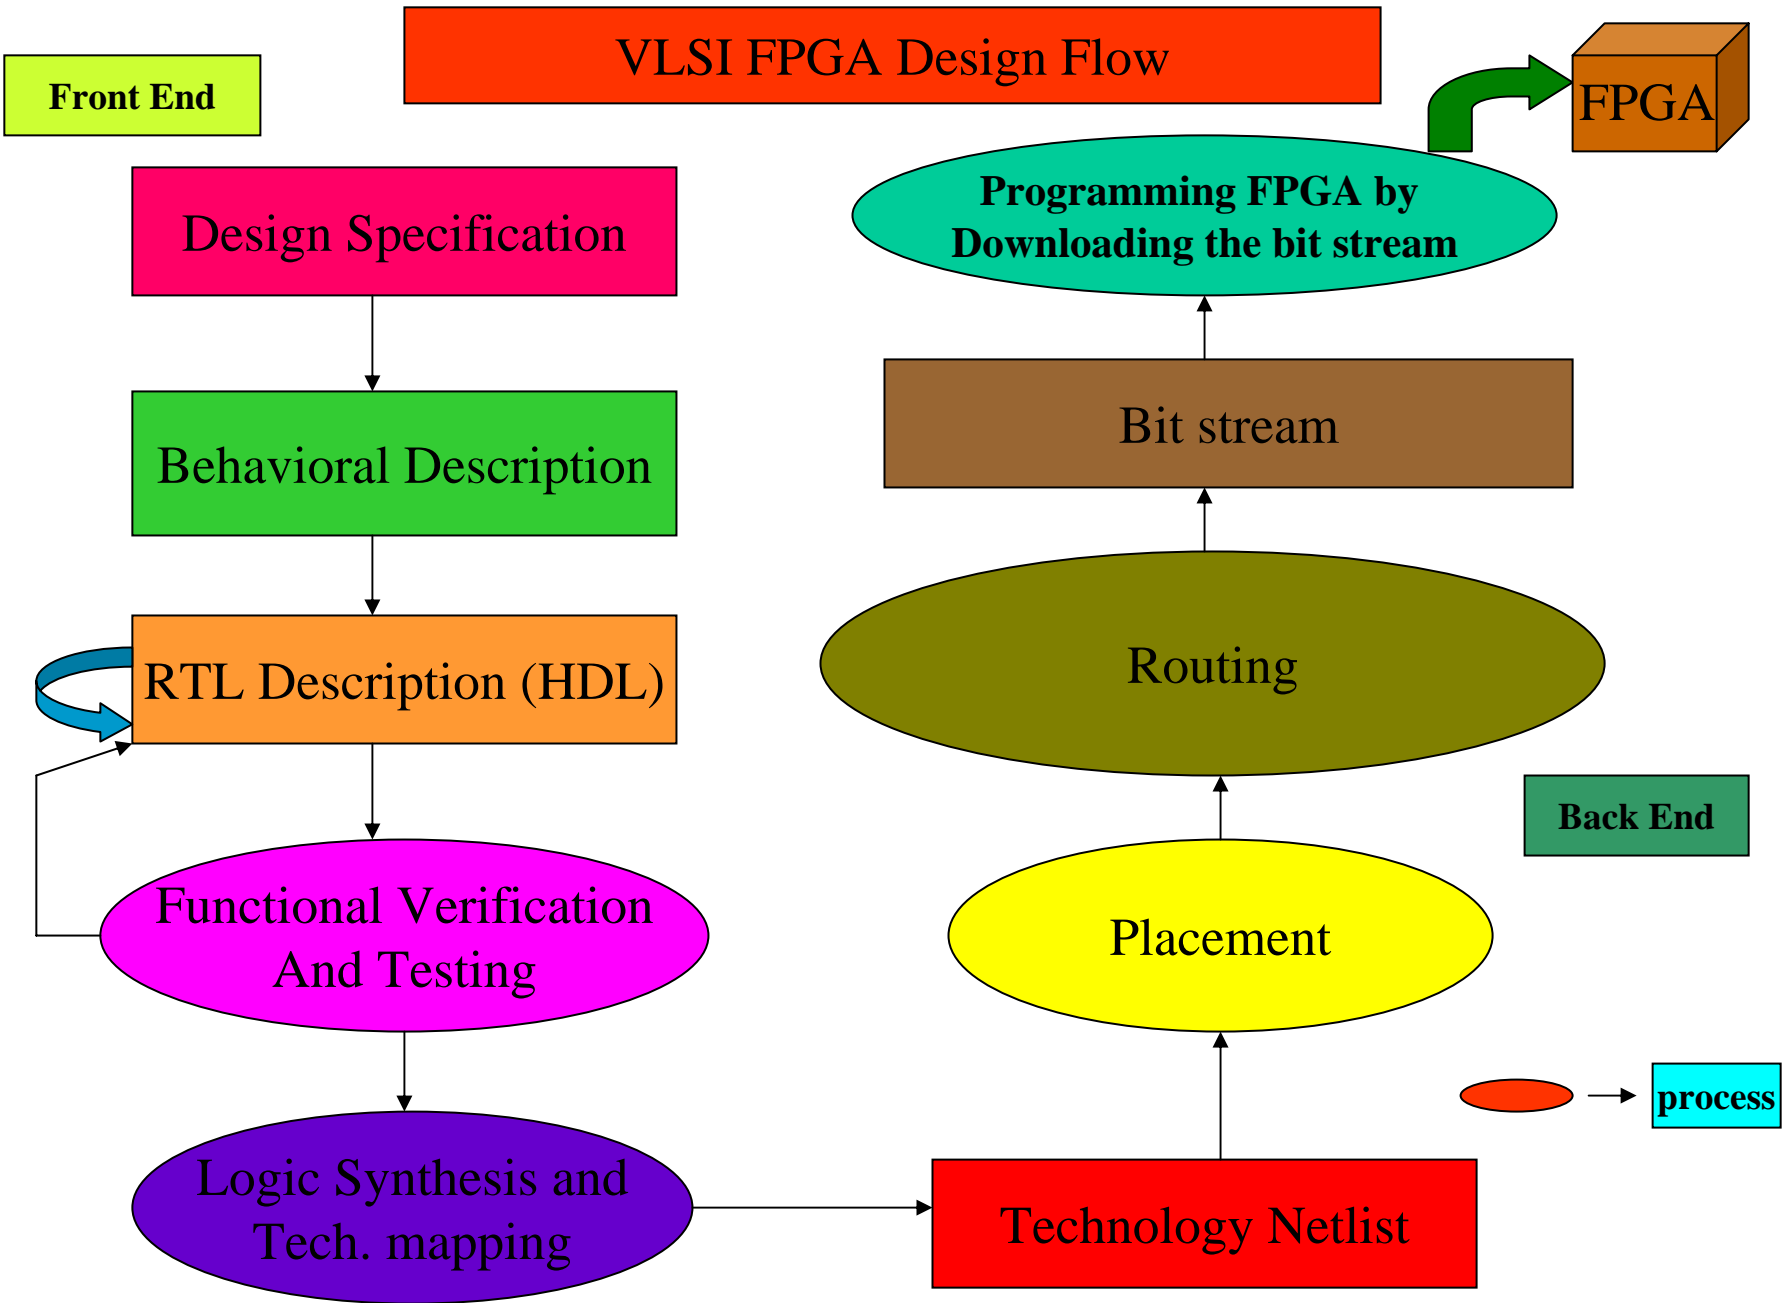 VLSI FPGA Design Flow
Front End
Design Specification
Behavioral Description
RTL Description (HDL)
Functional Verification
And Testing
Logic Synthesis and
Tech. mapping
Technology Netlist
Placement
Routing
Bit stream
Programming FPGA by
Downloading the bit stream
FPGA
Back End
process